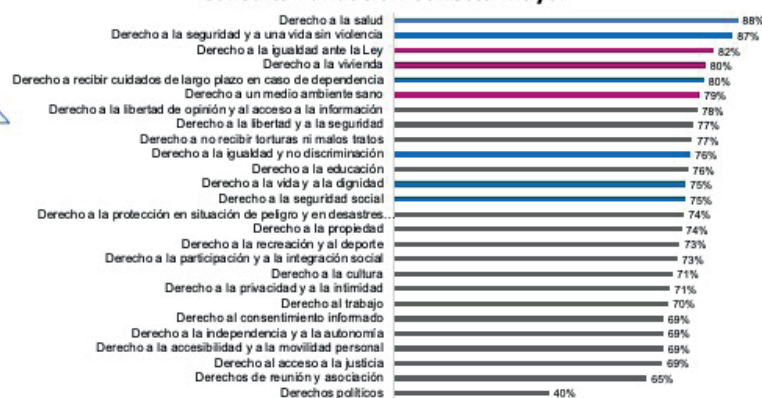 Derecho a la salud 88%
Derecho a la seguridad y a una vida sin violencia 87%
Derecho a la igualdad ante la Ley 82%
Derecho a la vivienda 80%
Derecho a recibir cuidados de largo plazo en caso de dependencia 80%
Derecho a un medio ambiente sano 79%
Derecho a la libertad de opinión y al acceso a la información 78%
Derecho a la libertad y a la seguridad 77%
Derecho a no recibir torturas ni malos tratos 77%
Derecho a la igualdad y no discriminación 76%
Derecho a la educación 76%
Derecho a la vida y a la dignidad 75%
Derecho a la seguridad social 75%
Derecho a la protección en situación de peligro y en desastres... 74%
Derecho a la propiedad 74%
Derecho a la recreación y al deporte 73%
Derecho a la participación y a la integración social 73%
Derecho a la cultura 71%
Derecho a la privacidad y a la intimidad 71%
Derecho al trabajo 70%
Derecho al consentimiento informado 69%
Derecho a la independencia y a la autonomía 69%
Derecho a la accesibilidad y a la movilidad personal 69%
Derecho al acceso a la justicia 69%
Derechos de reunión y asociación 65%
Derechos políticos 40%